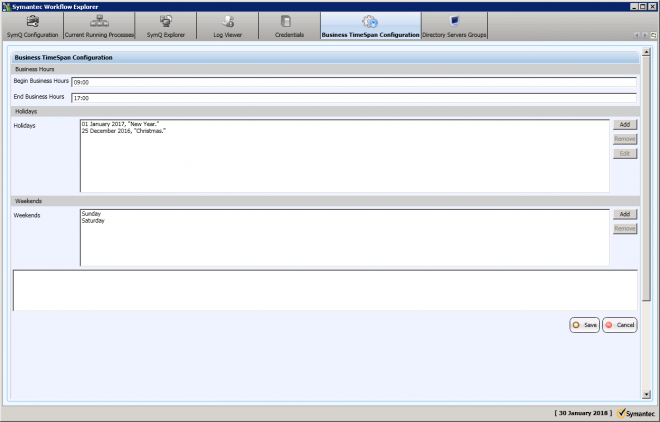 Symantec Workflow Explorer
SymQ Configuration Current Running Processes SymQ Explorer Log Viewer Credentials Business TimeSpan Configuration Directory Servers Groups
Business TimeSpan Configuration
Business Hours
Begin Business Hours 09:00
End Business Hours 17:00
Holidays
Holidays
01 January 2017, "New Year."
25 December 2016, "Christmas."
Add
Remove
Edit
Weekends
Weekends
Sunday
Saturday
Add
Remove
Save Cancel
[ 30 January 2018 ] Symantec